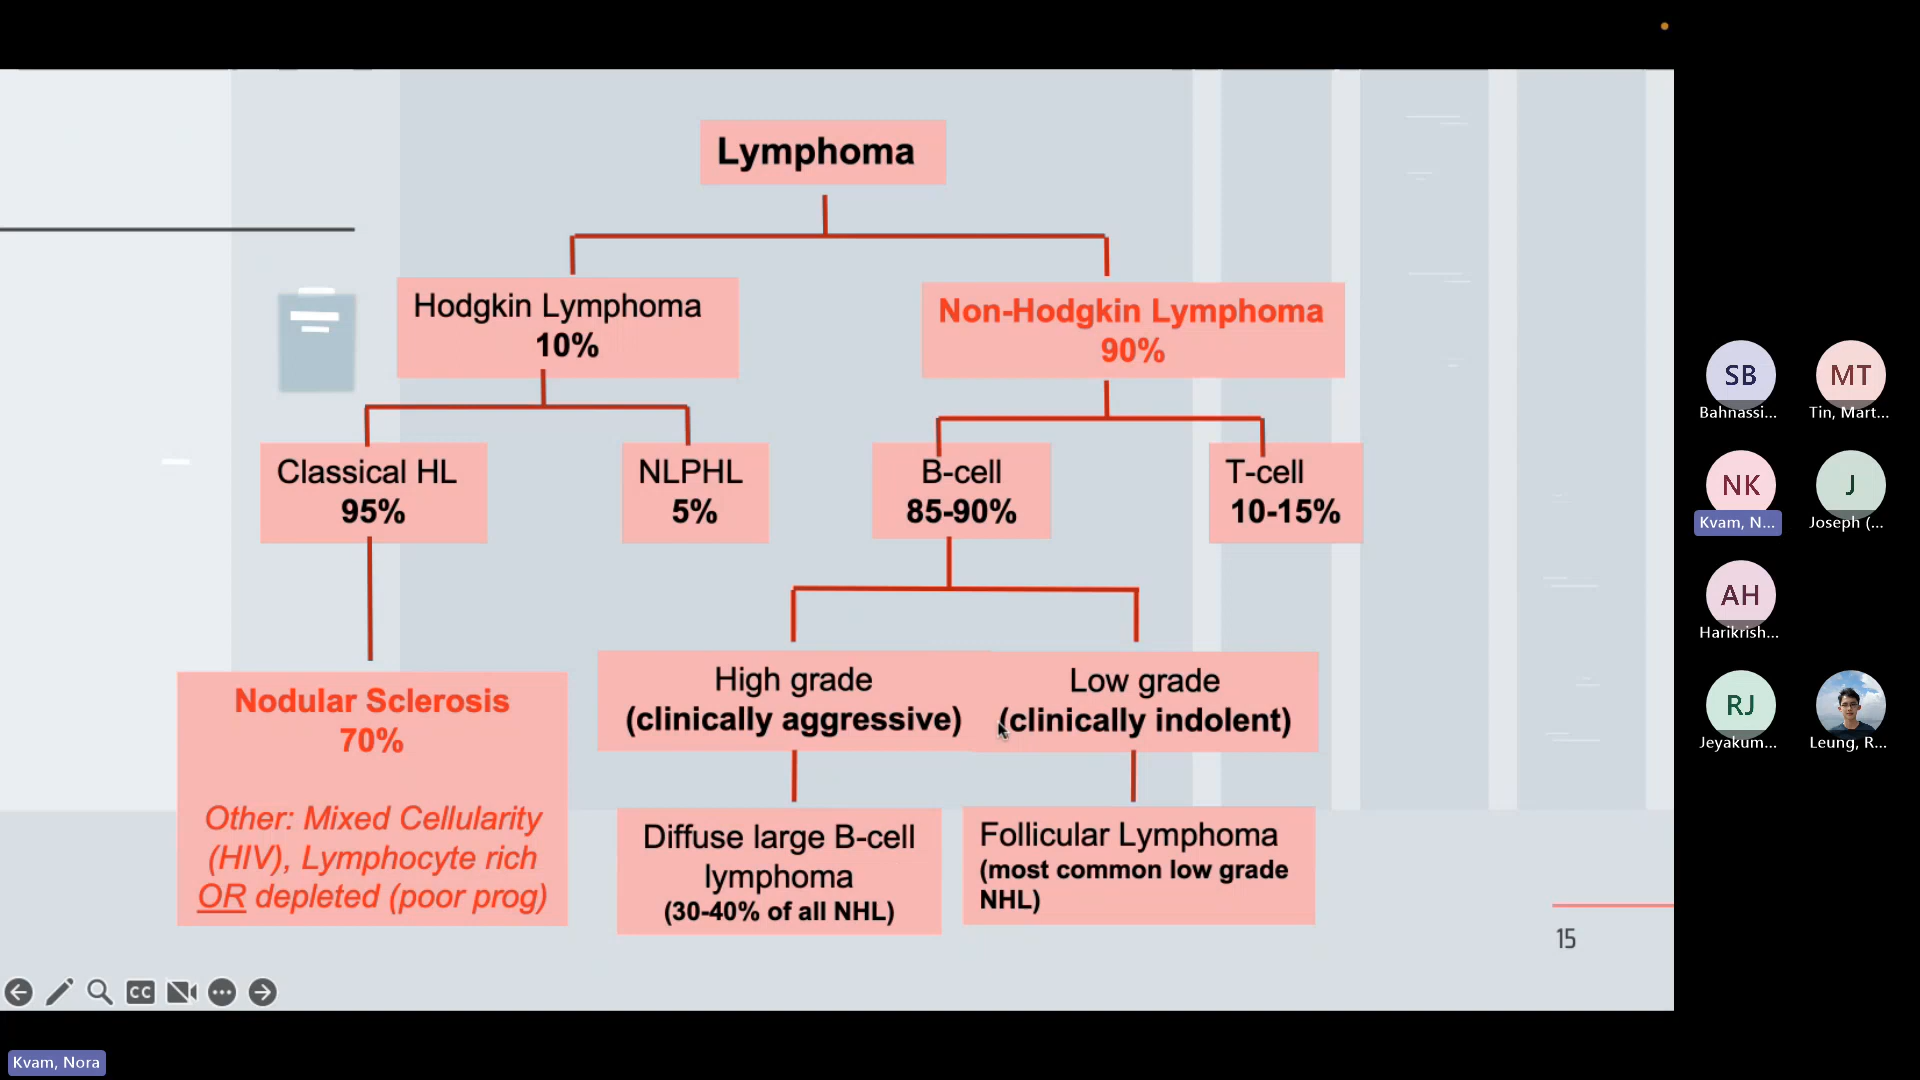 Lymphoma
Hodgkin Lymphoma
10%
Non-Hodgkin Lymphoma
90%
Classical HL
95%
NLPHL
5%
B-cell
85-90%
T-cell
10-15%
Nodular Sclerosis
70%
Other: Mixed Cellularity
(HIV), Lymphocyte rich
OR depleted (poor prog)
High grade
(clinically aggressive)
Low grade
(clinically indolent)
Diffuse large B-cell
lymphoma
(30-40% of all NHL)
Follicular Lymphoma
(most common low grade
NHL)
15
CC
SB
Bahnassi...
MT
Tin, Mart...
NK
Kvam, N...
J
Joseph (...
AH
Harikrish...
RJ
Jeyakum...
Leung, R...
Kvam, Nora